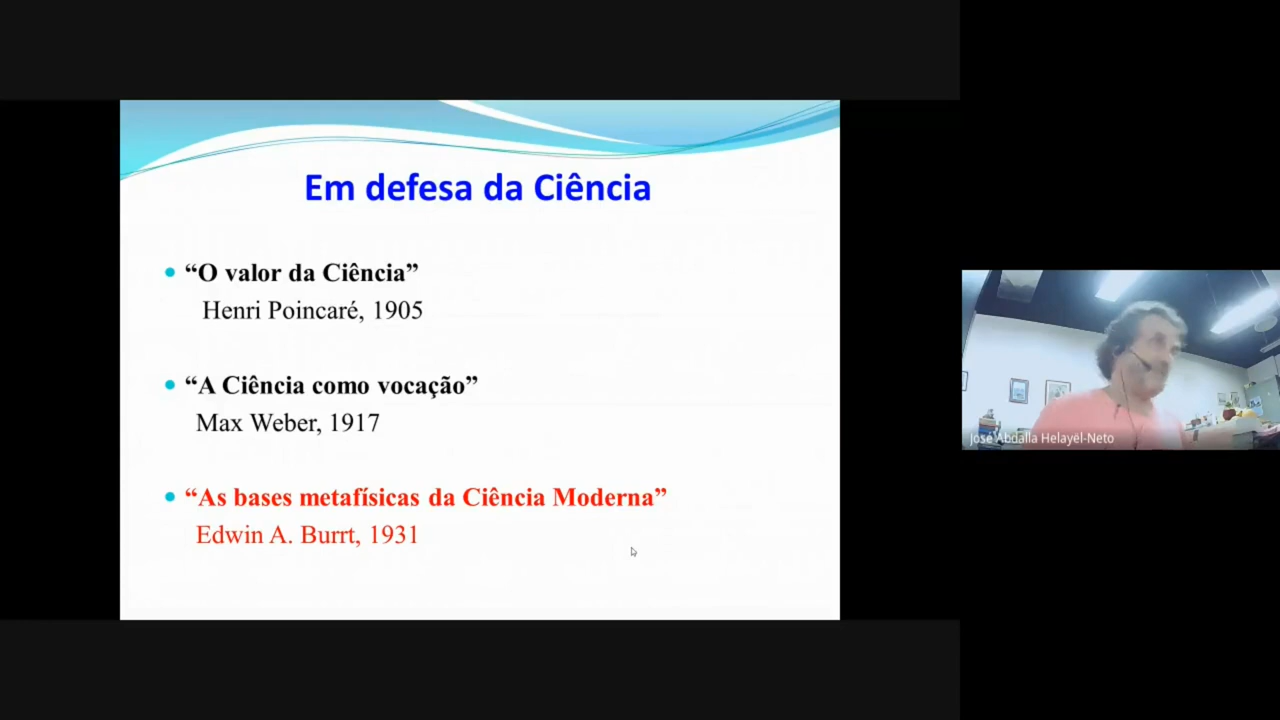 Em defesa da Ciência
“O valor da Ciência”
Henri Poincaré, 1905
“A Ciência como vocação”
Max Weber, 1917
“As bases metafísicas da Ciência Moderna”
Edwin A. Burrt, 1931
José Abdalla Helayël-Neto